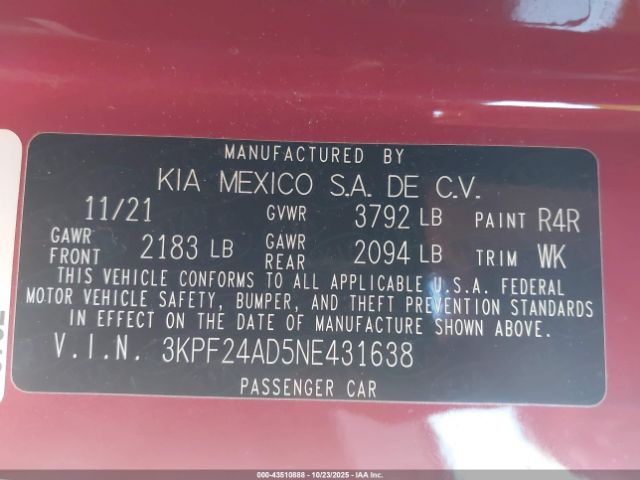 MANUFACTURED BY
KIA MEXICO S.A. DE C.V.
11/21 GVWR 3792 LB PAINT R4R
GAWR FRONT 2183 LB GAWR REAR 2094 LB TRIM WK
THIS VEHICLE CONFORMS TO ALL APPLICABLE U.S.A. FEDERAL
MOTOR VEHICLE SAFETY, BUMPER, AND THEFT PREVENTION STANDARDS
IN EFFECT ON THE DATE OF MANUFACTURE SHOWN ABOVE.
V.I.N. 3KPF24AD5NE431638
PASSENGER CAR
000-43510888 - 10/23/2025 - IAA Inc.